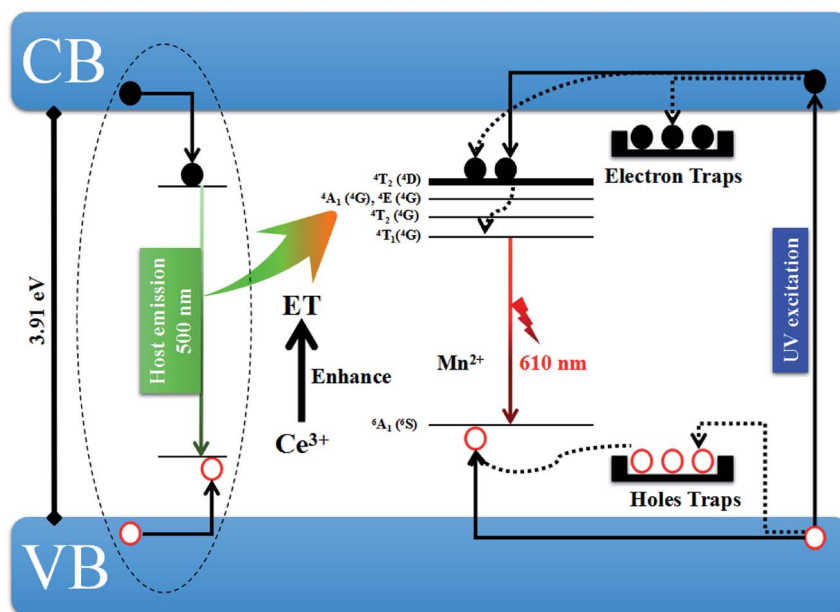 CB
⁴T₂ (⁴D)
⁴A₁ (⁴G), ⁴E (⁴G)
⁴T₂ (⁴G)
⁴T₁(⁴G)
Electron Traps
3.91 eV
Host emission
500 nm
ET
Enhance
Ce³⁺
Mn²⁺
610 nm
UV excitation
⁶A₁ (⁶S)
Holes Traps
VB